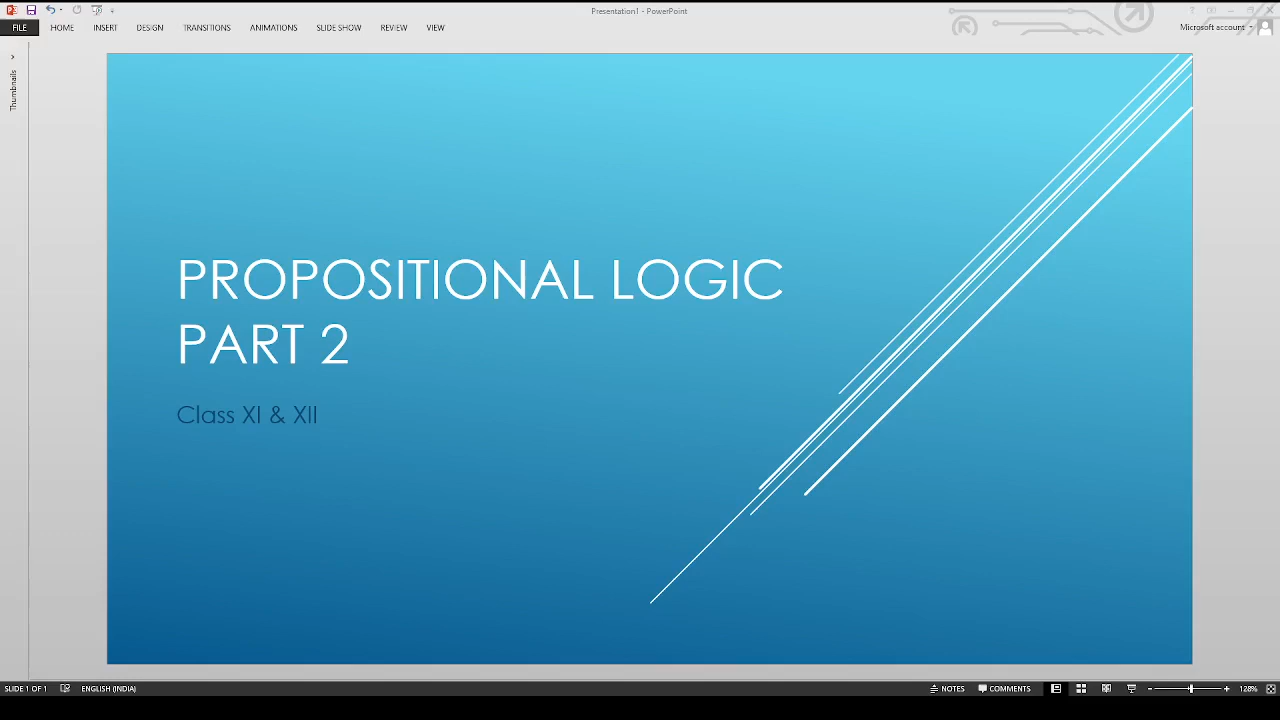 Presentation1 - PowerPoint
FILE HOME INSERT DESIGN TRANSITIONS ANIMATIONS SLIDE SHOW REVIEW VIEW Microsoft account
Thumbnails
PROPOSITIONAL LOGIC
PART 2
Class XI & XII
SLIDE 1 OF 1 ENGLISH (INDIA) NOTES COMMENTS 128%